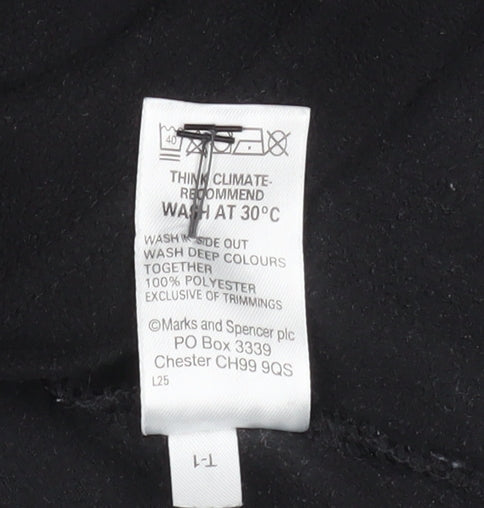 40
THINK CLIMATE-
RECOMMEND
WASH AT 30°C
WASH INSIDE OUT
WASH DEEP COLOURS
TOGETHER
100% POLYESTER
EXCLUSIVE OF TRIMMINGS
©Marks and Spencer plc
PO Box 3339
Chester CH99 9QS
L25
T-1